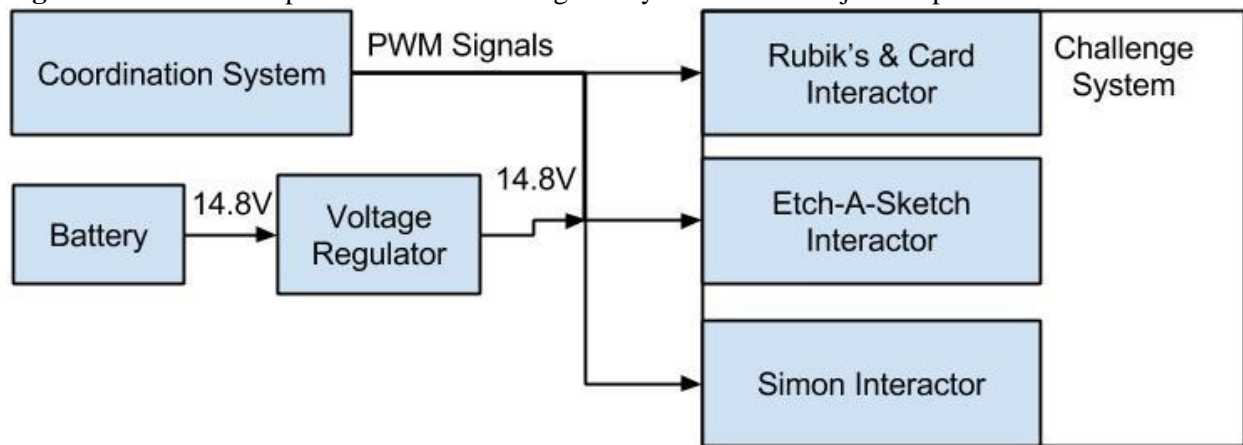 Coordination System
PWM Signals
Rubik's & Card
Interactor
Challenge
System
Battery
14.8V
Voltage
Regulator
14.8V
Etch-A-Sketch
Interactor
Simon Interactor